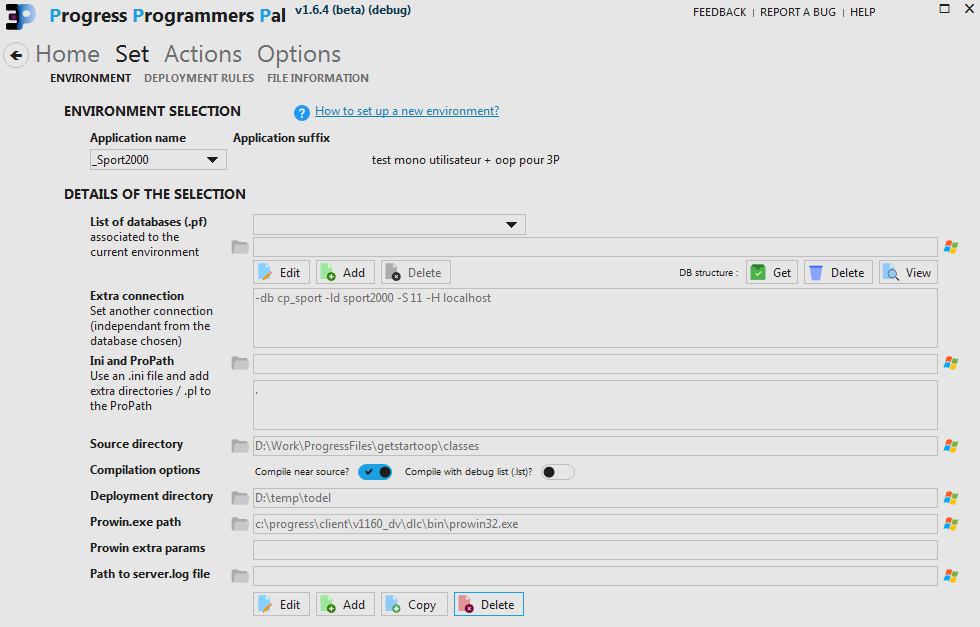 3P Progress Programmers Pal v1.6.4 (beta) (debug)
FEEDBACK | REPORT A BUG | HELP
Home Set Actions Options
ENVIRONMENT DEPLOYMENT RULES FILE INFORMATION
ENVIRONMENT SELECTION
? How to set up a new environment?
Application name Application suffix
_Sport2000 test mono utilisateur + oop pour 3P
DETAILS OF THE SELECTION
List of databases (.pf)
associated to the
current environment
Edit Add Delete DB structure : Get Delete View
Extra connection
Set another connection
(independant from the
database chosen)
-db cp_sport -ld sport2000 -S 11 -H localhost
Ini and ProPath
Use an .ini file and add
extra directories / .pl to
the ProPath
.
Source directory D:\Work\ProgressFiles\getstartoop\classes
Compilation options Compile near source? Compile with debug list (.lst)?
Deployment directory D:\temp\todel
Prowin.exe path c:\progress\client\v1160_dv\dlc\bin\prowin32.exe
Prowin extra params
Path to server.log file
Edit Add Copy Delete